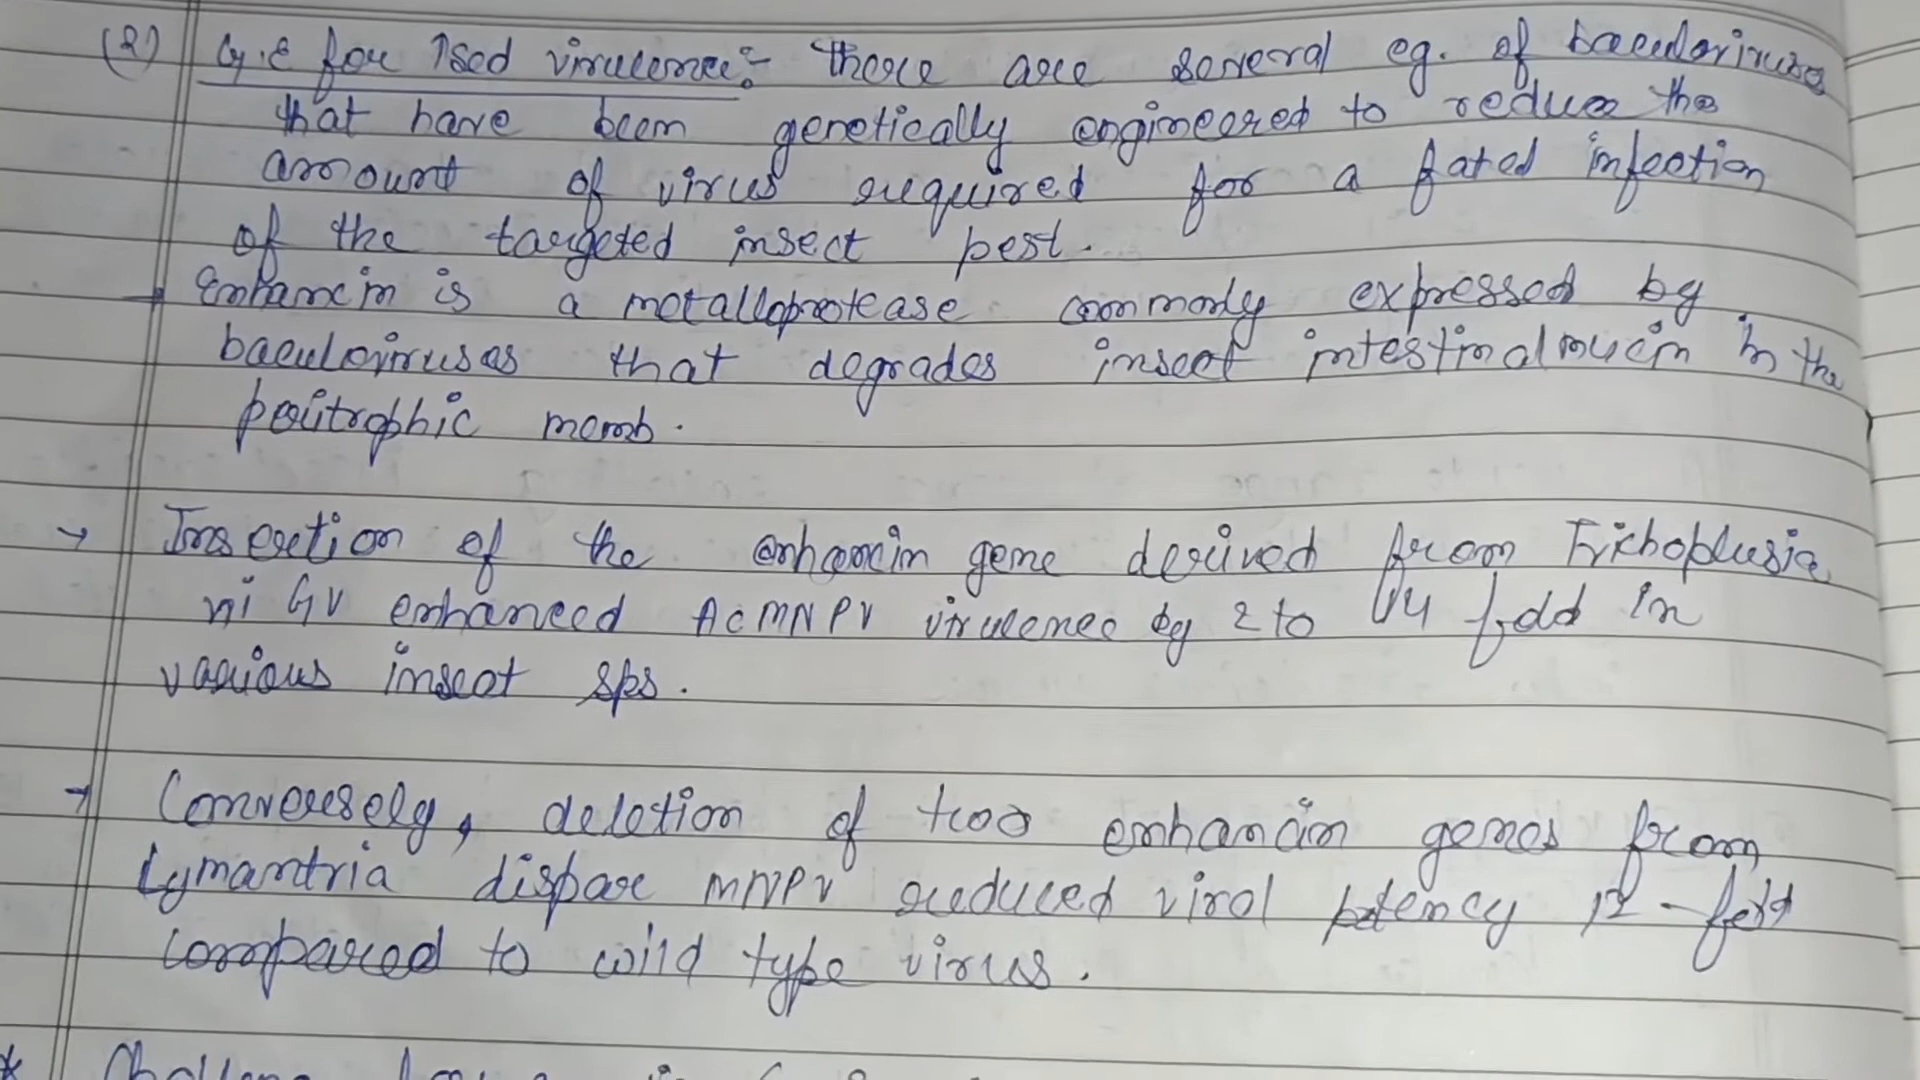 (2) G.E for ↑sed virulence:- there are several eg. of baculoviruses
that have been genetically engineered to reduce the
amount of virus required for a fated infection
of the targeted insect pest.
→ Enhancin is a metalloprotease commonly expressed by
baculoviruses that degrades insect intestinal mucin in the
peritrophic memb.
→ Insertion of the enhancin gene derived from Trichoplusia
ni GV enhanced AcMNPV virulence by 2 to 14 fold in
various insect sps.
→ Conversely, deletion of two enhancin genes from
Lymantria dispar MNPV reduced viral potency 12-fold
compared to wild type virus.